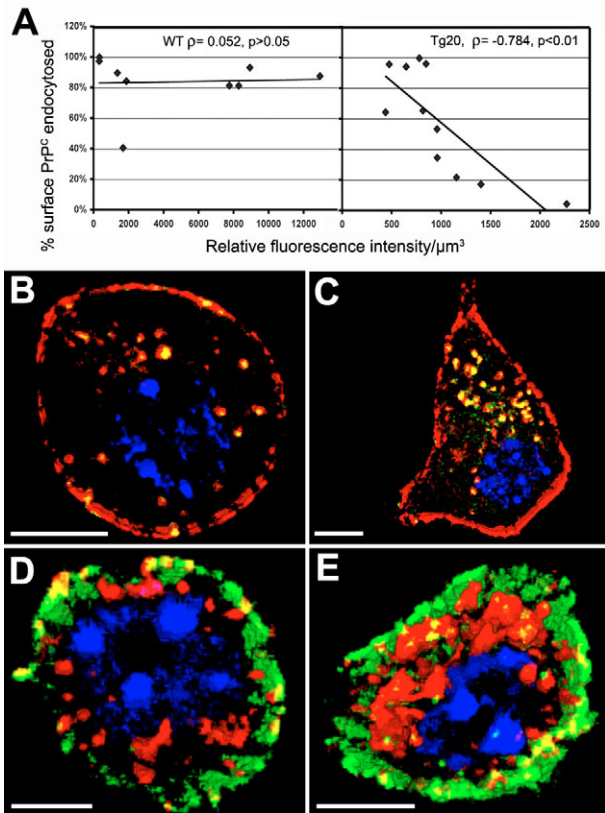 A
WT ρ= 0.052, p>0.05
Tg20, ρ= -0.784, p<0.01
% surface PrPᶜ endocytosed
120%
100%
80%
60%
40%
20%
0%
0 2000 4000 6000 8000 10000 12000
0 500 1000 1500 2000 2500
Relative fluorescence intensity/µm³
B
C
D
E